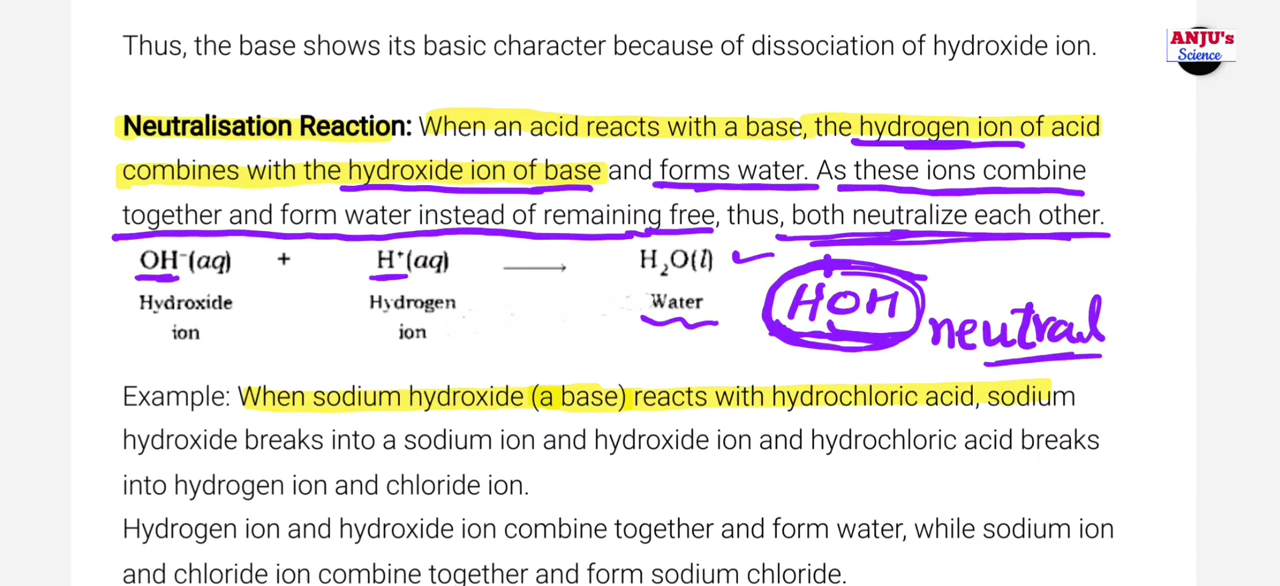 Thus, the base shows its basic character because of dissociation of hydroxide ion.
ANJU's
Science
Neutralisation Reaction: When an acid reacts with a base, the hydrogen ion of acid
combines with the hydroxide ion of base and forms water. As these ions combine
together and form water instead of remaining free, thus, both neutralize each other.
OH⁻(aq) + H⁺(aq) ⟶ H₂O(l)
Hydroxide Hydrogen Water
ion ion
HOH neutral
Example: When sodium hydroxide (a base) reacts with hydrochloric acid, sodium
hydroxide breaks into a sodium ion and hydroxide ion and hydrochloric acid breaks
into hydrogen ion and chloride ion.
Hydrogen ion and hydroxide ion combine together and form water, while sodium ion
and chloride ion combine together and form sodium chloride.